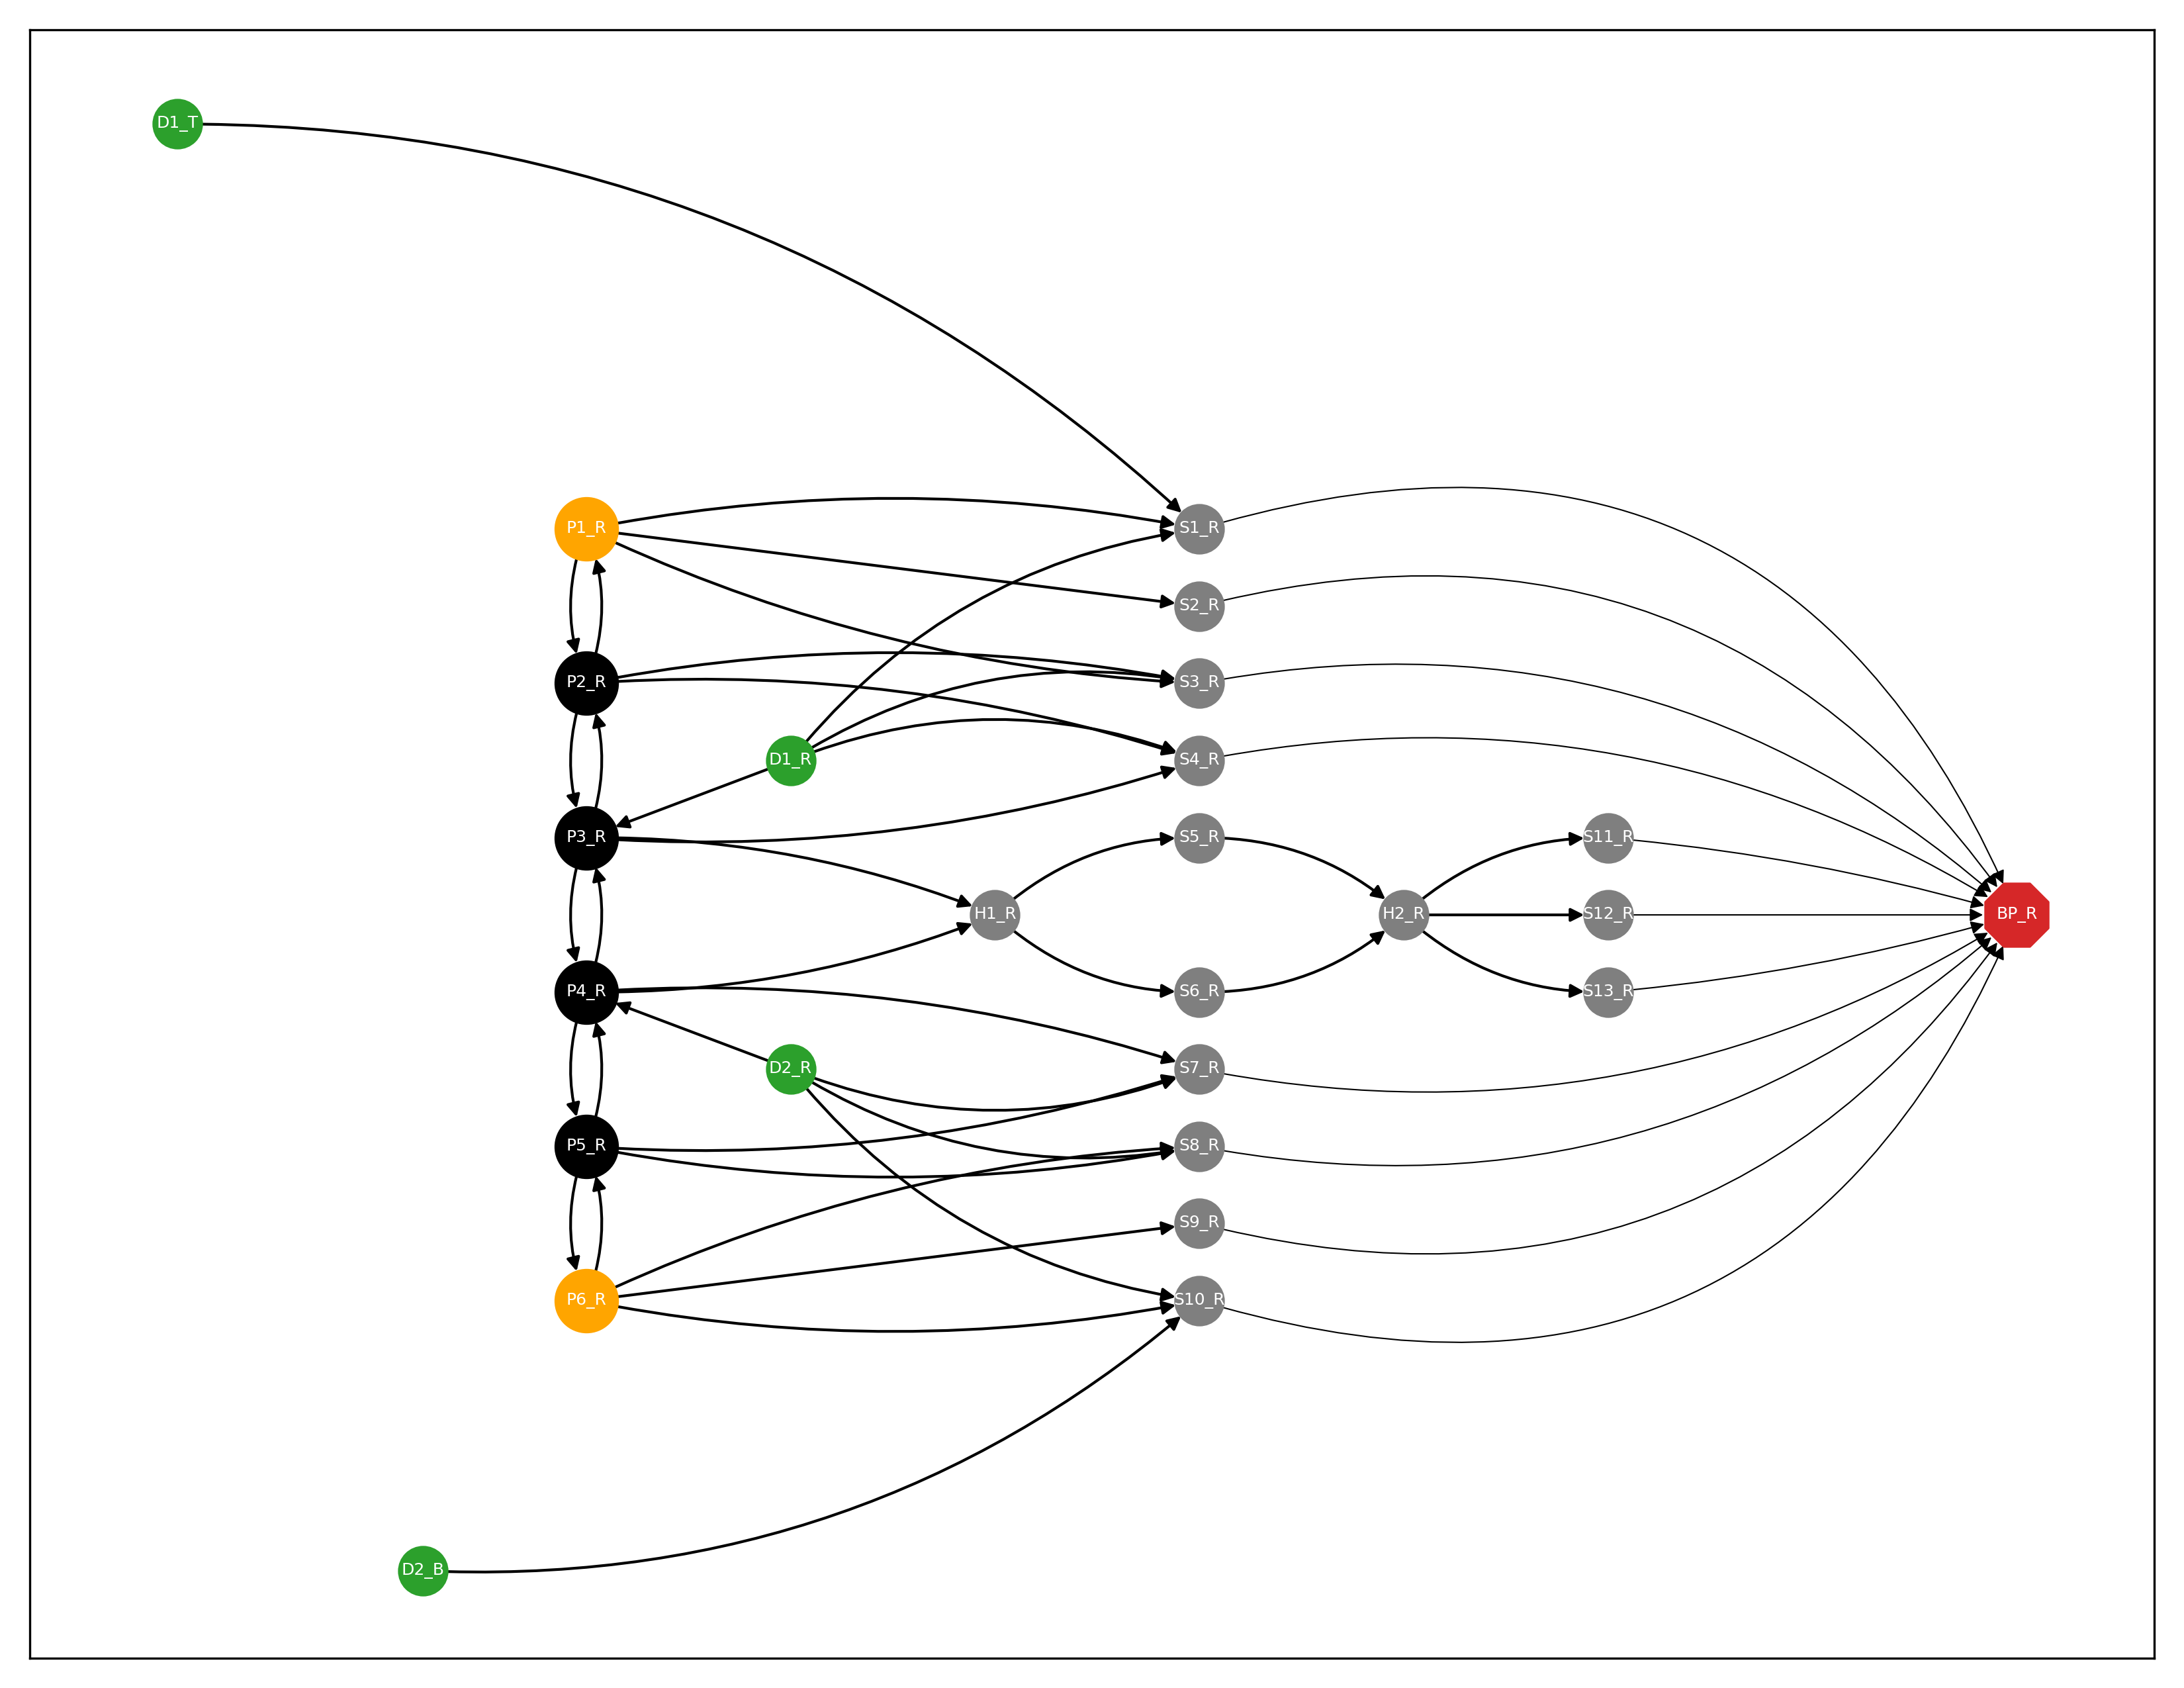 D1_T
P1_R
S1_R
S2_R
P2_R
S3_R
D1_R
S4_R
P3_R
S5_R
S11_R
H1_R
H2_R
S12_R
BP_R
P4_R
S6_R
S13_R
D2_R
S7_R
P5_R
S8_R
S9_R
P6_R
S10_R
D2_B